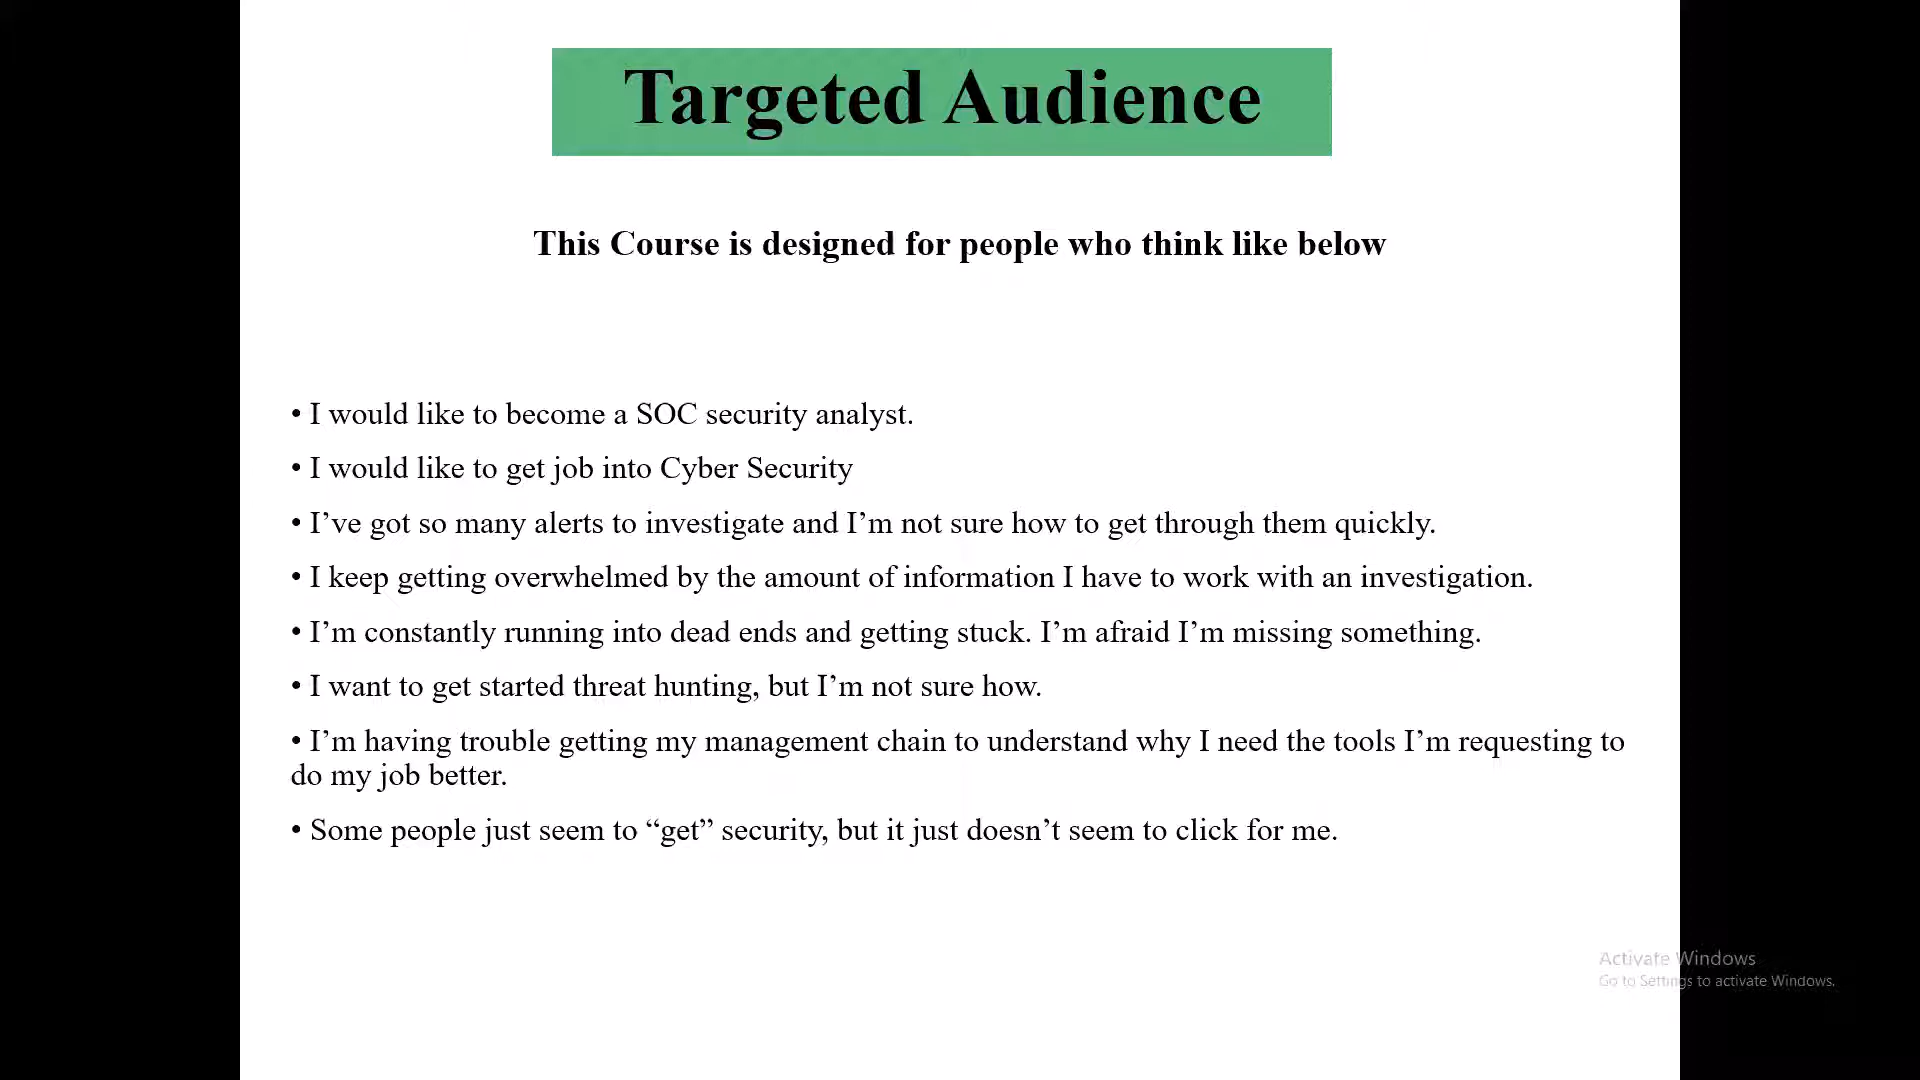 Targeted Audience
This Course is designed for people who think like below
• I would like to become a SOC security analyst.
• I would like to get job into Cyber Security
• I’ve got so many alerts to investigate and I’m not sure how to get through them quickly.
• I keep getting overwhelmed by the amount of information I have to work with an investigation.
• I’m constantly running into dead ends and getting stuck. I’m afraid I’m missing something.
• I want to get started threat hunting, but I’m not sure how.
• I’m having trouble getting my management chain to understand why I need the tools I’m requesting to
do my job better.
• Some people just seem to “get” security, but it just doesn’t seem to click for me.
Activate Windows
Go to Settings to activate Windows.